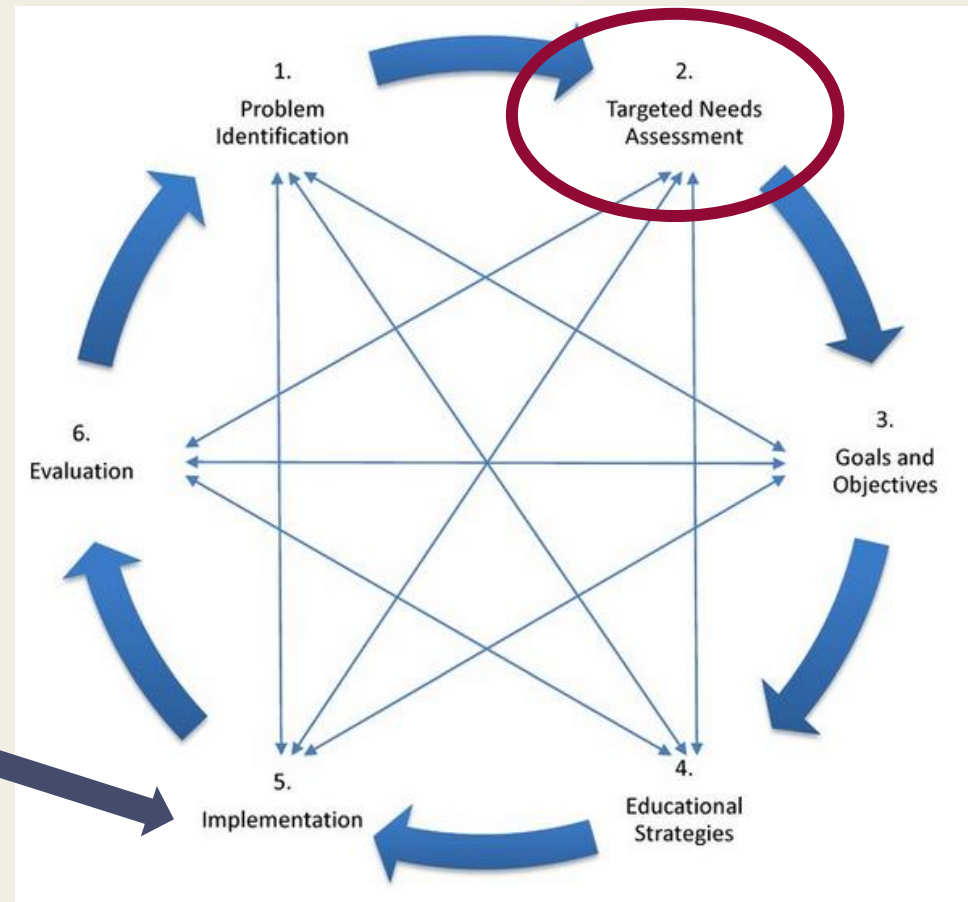 1.
Problem
Identification
2.
Targeted Needs
Assessment
3.
Goals and
Objectives
4.
Educational
Strategies
5.
Implementation
6.
Evaluation